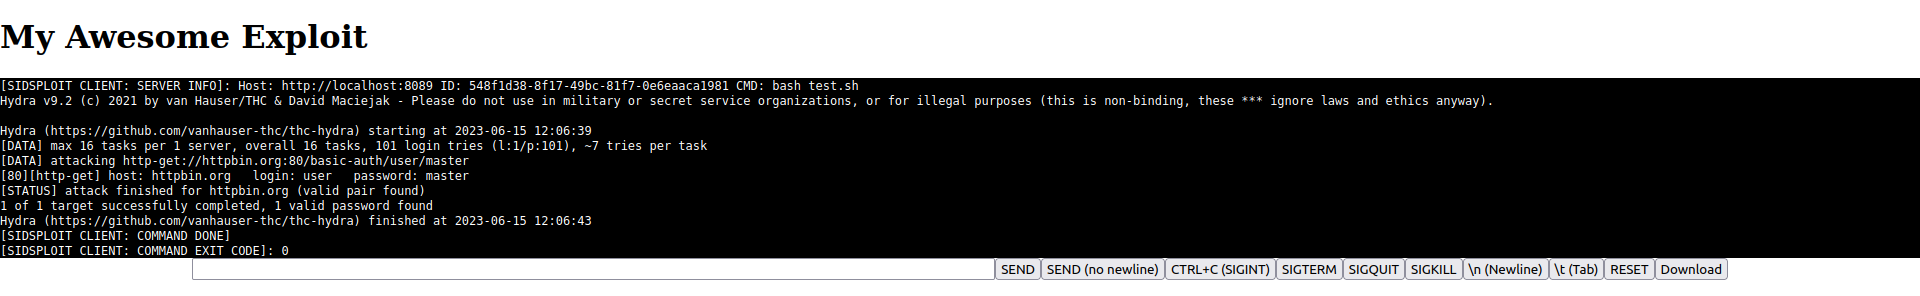 My Awesome Exploit
[SIDSPLOIT CLIENT: SERVER INFO]: Host: http://localhost:8089 ID: 548f1d38-8f17-49bc-81f7-0e6eaaca1981 CMD: bash test.sh
Hydra v9.2 (c) 2021 by van Hauser/THC & David Maciejak - Please do not use in military or secret service organizations, or for illegal purposes (this is non-binding, these *** ignore laws and ethics anyway).
Hydra (https://github.com/vanhauser-thc/thc-hydra) starting at 2023-06-15 12:06:39
[DATA] max 16 tasks per 1 server, overall 16 tasks, 101 login tries (l:1/p:101), ~7 tries per task
[DATA] attacking http-get://httpbin.org:80/basic-auth/user/master
[80][http-get] host: httpbin.org   login: user   password: master
[STATUS] attack finished for httpbin.org (valid pair found)
1 of 1 target successfully completed, 1 valid password found
Hydra (https://github.com/vanhauser-thc/thc-hydra) finished at 2023-06-15 12:06:43
[SIDSPLOIT CLIENT: COMMAND DONE]
[SIDSPLOIT CLIENT: COMMAND EXIT CODE]: 0
SEND SEND (no newline) CTRL+C (SIGINT) SIGTERM SIGQUIT SIGKILL \n (Newline) \t (Tab) RESET Download